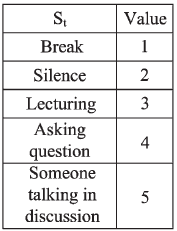 Sₜ Value
Break 1
Silence 2
Lecturing 3
Asking
question 4
Someone
talking in 5
discussion